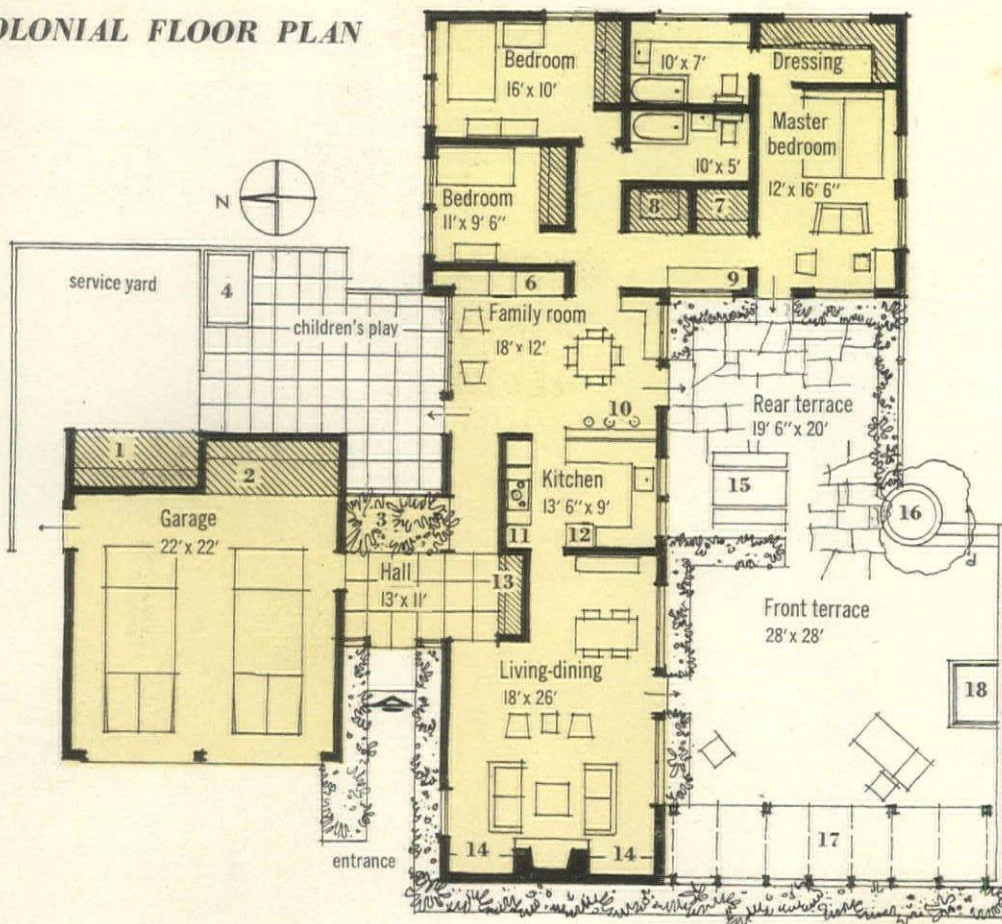 OLONIAL FLOOR PLAN
Bedroom
16' x 10'
10' x 7'
Dressing
Master
bedroom
12' x 16' 6"
10' x 5'
Bedroom
11' x 9' 6"
8
7
N
service yard
4
6
9
children's play
Family room
18' x 12'
10
Rear terrace
19' 6" x 20'
1
2
Kitchen
13' 6" x 9'
15
16
Garage
22' x 22'
3
11
12
Hall
13' x 11'
13
Front terrace
28' x 28'
Living-dining
18' x 26'
18
17
14
14
entrance